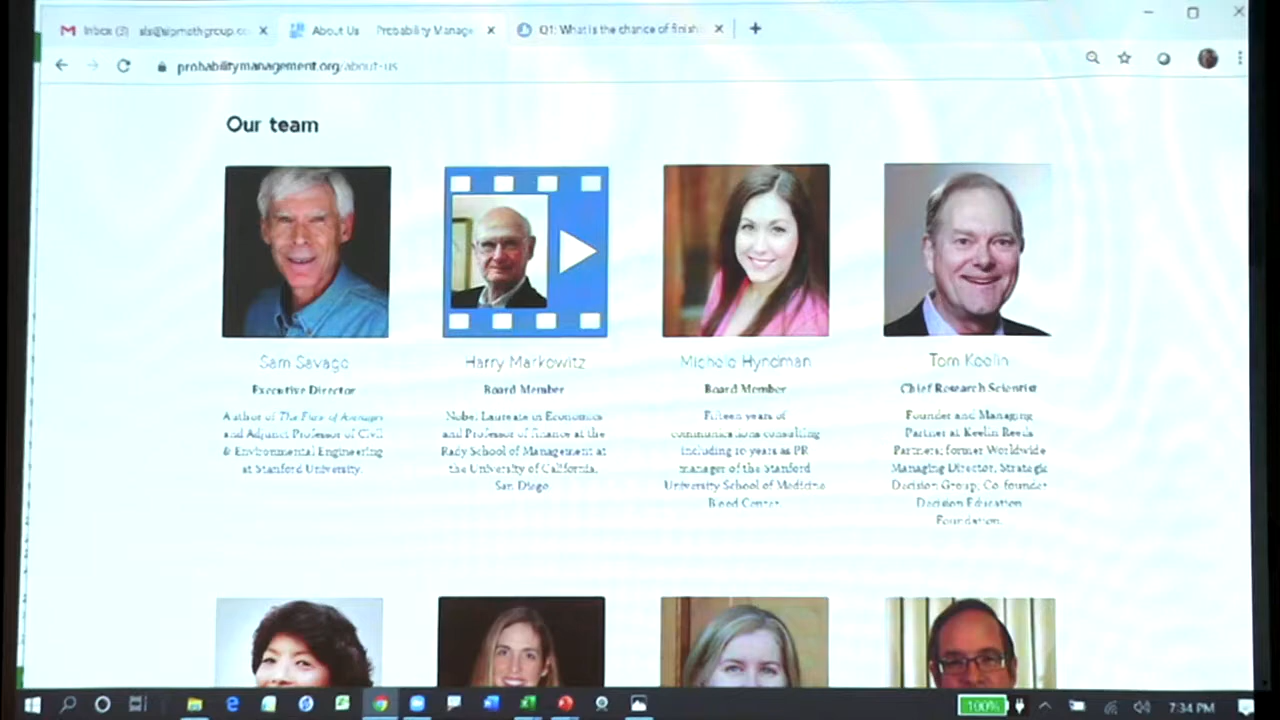 Inbox (3) sls@sipmathgroup.co
About Us Probability Manage
Q1: What is the chance of finishi
probabilitymanagement.org/about-us
Our team
Sam Savage
Executive Director
Author of The Flaw of Averages
and Adjunct Professor of Civil
& Environmental Engineering
at Stanford University.
Harry Markowitz
Board Member
Nobel Laureate in Economics
and Professor of finance at the
Rady School of Management at
the University of California,
San Diego
Michele Hyndman
Board Member
Fifteen years of
communications consulting
including 10 years as PR
manager of the Stanford
University School of Medicine
Blood Center.
Tom Keelin
Chief Research Scientist
Founder and Managing
Partner at Keelin Reeds
Partners; former Worldwide
Managing Director, Strategic
Decision Group; Co-founder
Decision Education
Foundation.
100%
7:34 PM